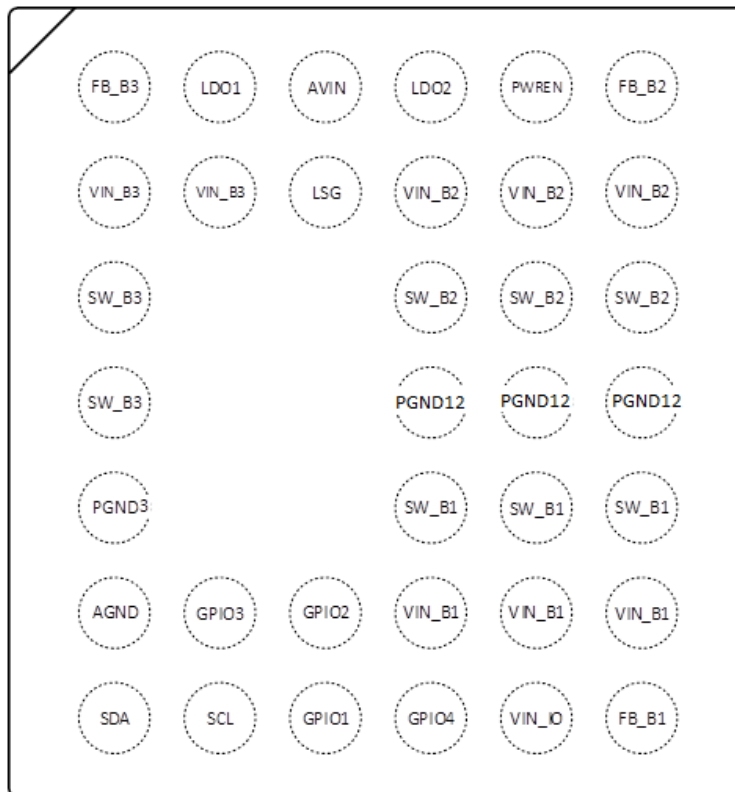 FB_B3 LDO1 AVIN LDO2 PWREN FB_B2
VIN_B3 VIN_B3 LSG VIN_B2 VIN_B2 VIN_B2
SW_B3 SW_B2 SW_B2 SW_B2
SW_B3 PGND12 PGND12 PGND12
PGND3 SW_B1 SW_B1 SW_B1
AGND GPIO3 GPIO2 VIN_B1 VIN_B1 VIN_B1
SDA SCL GPIO1 GPIO4 VIN_IO FB_B1